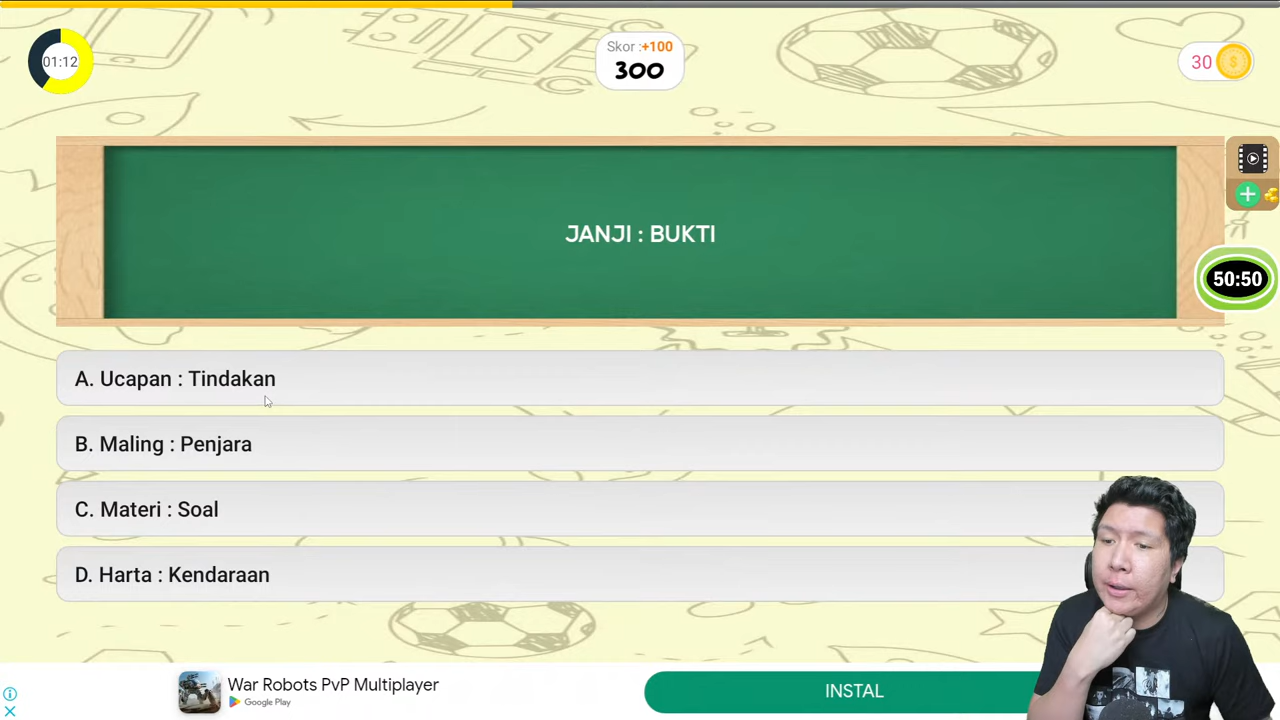 01:12
Skor :+100
300
30
JANJI : BUKTI
50:50
A. Ucapan : Tindakan
B. Maling : Penjara
C. Materi : Soal
D. Harta : Kendaraan
War Robots PvP Multiplayer
Google Play
INSTAL